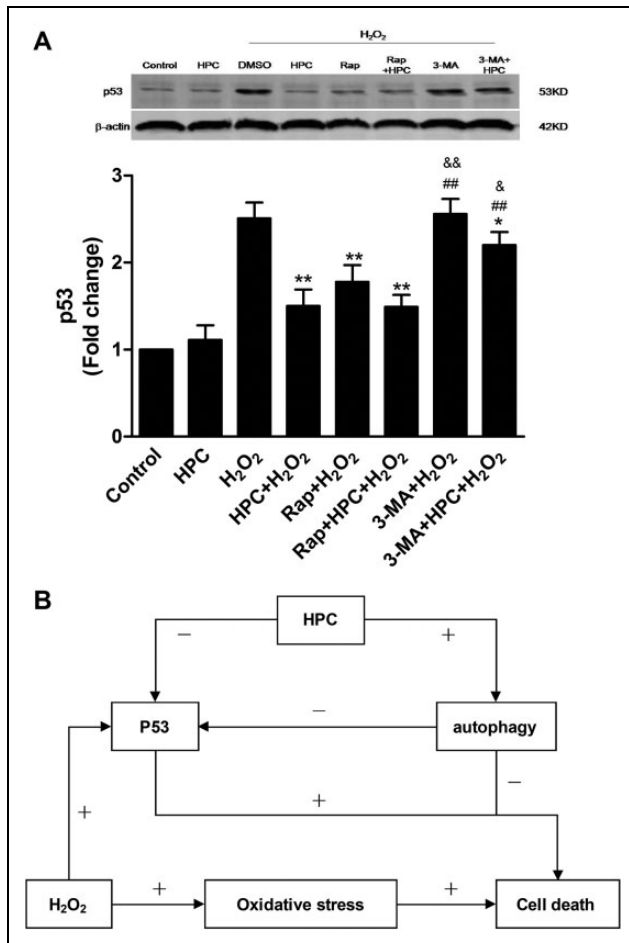 A
H₂O₂
Control HPC DMSO HPC Rap Rap +HPC 3-MA 3-MA+ HPC
p53 53KD
β-actin 42KD
p53
(Fold change)
3
2
1
0
** ** **
&&
##
&
##
*
Control
HPC
H₂O₂
HPC+H₂O₂
Rap+H₂O₂
Rap+HPC+H₂O₂
3-MA+H₂O₂
3-MA+HPC+H₂O₂
B
HPC
− +
P53 − autophagy
+ + −
H₂O₂ + Oxidative stress + Cell death